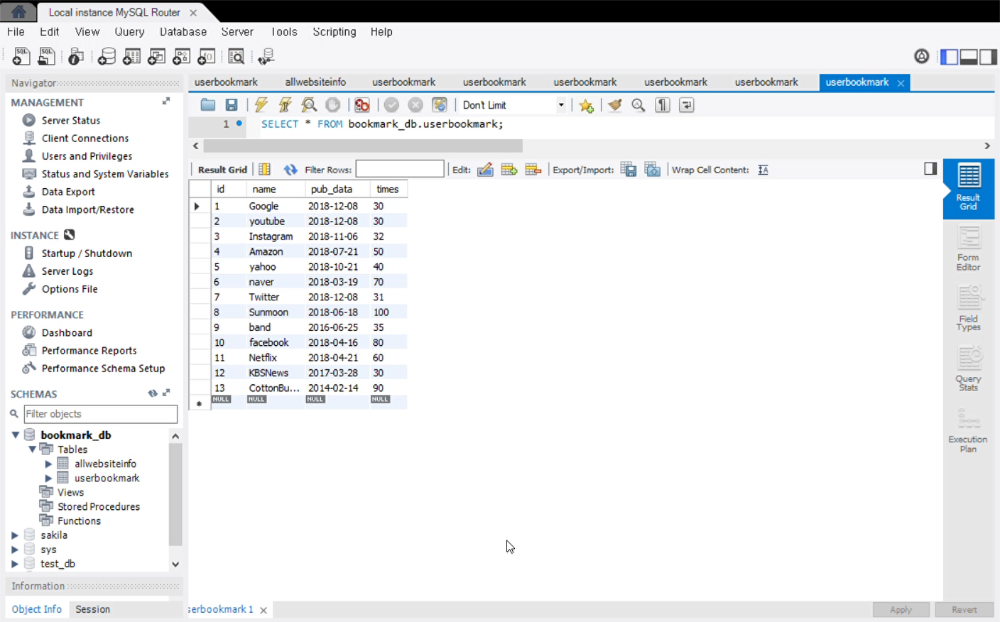 Local instance MySQL Router
File Edit View Query Database Server Tools Scripting Help
Navigator
MANAGEMENT
Server Status
Client Connections
Users and Privileges
Status and System Variables
Data Export
Data Import/Restore
INSTANCE
Startup / Shutdown
Server Logs
Options File
PERFORMANCE
Dashboard
Performance Reports
Performance Schema Setup
SCHEMAS
Filter objects
bookmark_db
Tables
allwebsiteinfo
userbookmark
Views
Stored Procedures
Functions
sakila
sys
test_db
Information
Object Info Session
userbookmark allwebsiteinfo userbookmark userbookmark userbookmark userbookmark userbookmark userbookmark
Don't Limit
1 SELECT * FROM bookmark_db.userbookmark;
Result Grid Filter Rows: Edit: Export/Import: Wrap Cell Content:
id name pub_data times
1 Google 2018-12-08 30
2 youtube 2018-12-08 30
3 Instagram 2018-11-06 32
4 Amazon 2018-07-21 50
5 yahoo 2018-10-21 40
6 naver 2018-03-19 70
7 Twitter 2018-12-08 31
8 Sunmoon 2018-06-18 100
9 band 2016-06-25 35
10 facebook 2018-04-16 80
11 Netflix 2018-04-21 60
12 KBSNews 2017-03-28 30
13 CottonBu... 2014-02-14 90
NULL NULL NULL NULL
Result
Grid
Form
Editor
Field
Types
Query
Stats
Execution
Plan
serbookmark 1
Apply Revert